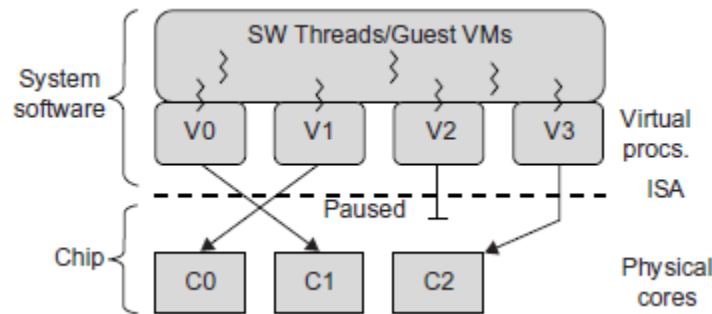 SW Threads/Guest VMs
System
software
V0
V1
V2
V3
Virtual
procs.
ISA
Paused
Chip
C0
C1
C2
Physical
cores